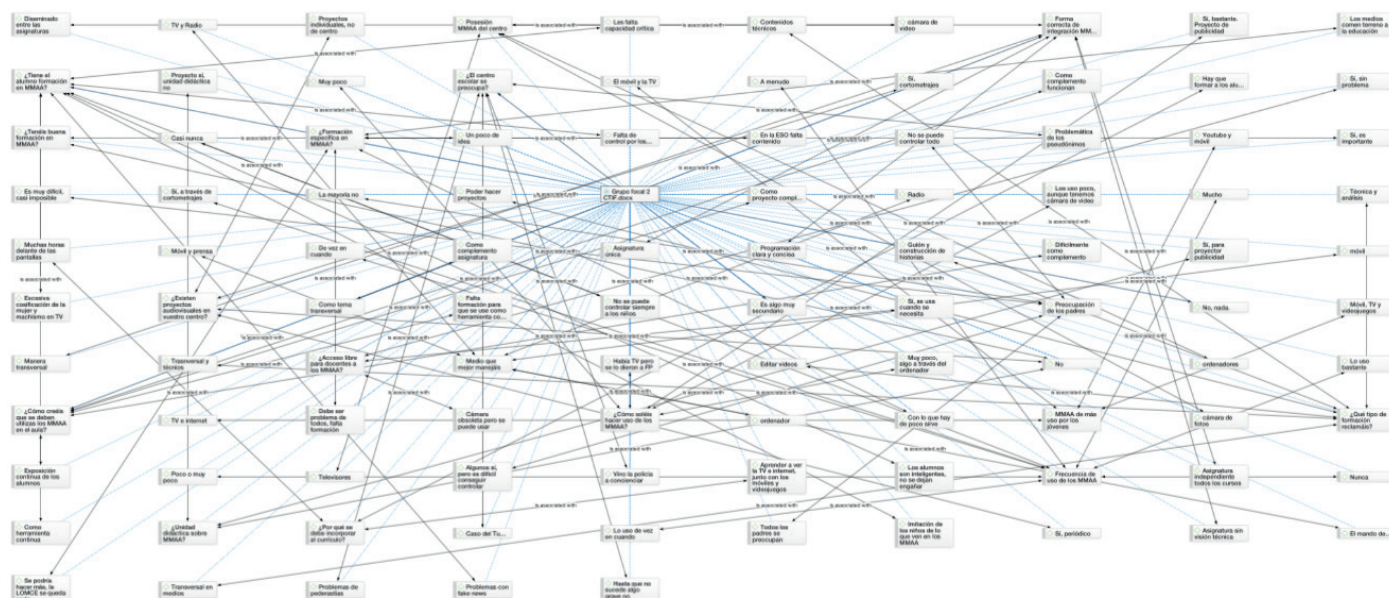 Diseminado entre las asignaturas
TV y Radio
Proyectos individuales, no de centro
Posesión MMAA del centro
Les falta capacidad crítica
Contenidos técnicos
cámara de video
Forma correcta de integración MM...
Si, bastante. Proyecto de publicidad
Los medios comen terreno a la educación
¿Tiene el alumno formación en MMAA?
Proyecto si, unidad didáctica no
Muy poco
¿El centro escolar se preocupa?
El móvil y la TV
A menudo
Si, cortometrajes
Como complemento funcionan
Hay que formar a los alu...
Si, sin problema
¿Tenéis buena formación en MMAA?
Casi nunca
¿Formación específica en MMAA?
Un poco de idea
Falta de control por los...
En la ESO falta contenido
No se puede controlar todo
Problemática de los pseudónimos
Youtube y móvil
Si, es importante
Es muy difícil, casi imposible
Si, a través de cortometrajes
La mayoría no
Poder hacer proyectos
Grupo focal 2 CTIF.docx
Como proyecto compl...
Radio
Los uso poco, aunque tenemos cámara de video
Mucho
Técnica y análisis
Muchas horas delante de las pantallas
Móvil y prensa
De vez en cuando
Como complemento asignatura
Asignatura única
Programación clara y concisa
Guión y construcción de historias
Difícilmente como complemento
Si, para proyectar publicidad
móvil
Excesiva cosificación de la mujer y machismo en TV
¿Existen proyectos audiovisuales en vuestro centro?
Como tema transversal
Falta formación para que se use como herramienta co...
No se puede controlar siempre a los niños
Es algo muy secundario
Si, se usa cuando se necesita
Preocupación de los padres
No, nada.
Móvil, TV y videojuegos
Manera transversal
Transversal y técnico
¿Acceso libre para docentes a los MMAA?
Medio que mejor manejáis
Había TV pero se lo dieron a FP
Editar videos
Muy poco, algo a través del ordenador
No
ordenadores
Lo uso bastante
¿Cómo creéis que se deben utilizas los MMAA en el aula?
TV e internet
Debe ser problema de todos, falta formación
Cámara obsoleta pero se puede usar
¿Cómo soléis hacer uso de los MMAA?
ordenador
Con lo que hay de poco sirve
MMAA de más uso por los jóvenes
cámara de fotos
¿Qué tipo de formación reclamáis?
Exposición continua de los alumnos
Poco o muy poco
Televisores
Algunos si, pero va difícil conseguir controlar
Vino la policía a concienciar
Aprender a ver la TV e internet, junto con los móviles y videojuegos
Los alumnos son inteligentes, no se dejan engañar
Frecuencia de uso de los MMAA
Asignatura independiente todos los cursos
Nunca
Como herramienta continua
¿Unidad didáctica sobre MMAA?
¿Por qué se debe incorporar al currículo?
Caso del Tu...
Lo uso de vez en cuando
Todos los padres se preocupan
Imitación de los niños de lo que ven en los MMAA
Si, periódico
Asignatura sin visión técnica
El mando de...
Se podría hacer más, la LOMCE se queda
Transversal en medios
Problemas de pederastias
Problemas con fake news
Hasta que no sucede algo grave no
is associated with